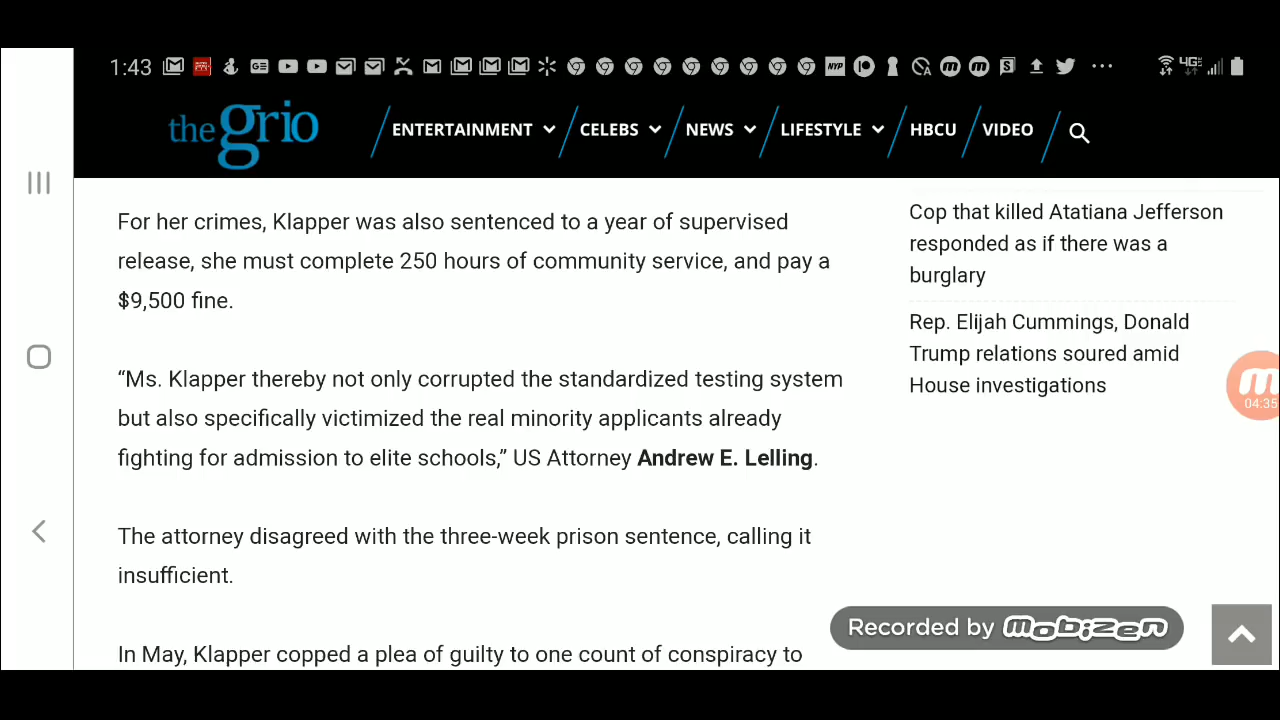 1:43
NYP
4G
the grio
ENTERTAINMENT
CELEBS
NEWS
LIFESTYLE
HBCU
VIDEO
For her crimes, Klapper was also sentenced to a year of supervised
release, she must complete 250 hours of community service, and pay a
$9,500 fine.
“Ms. Klapper thereby not only corrupted the standardized testing system
but also specifically victimized the real minority applicants already
fighting for admission to elite schools,” US Attorney Andrew E. Lelling.
The attorney disagreed with the three-week prison sentence, calling it
insufficient.
In May, Klapper copped a plea of guilty to one count of conspiracy to
Cop that killed Atatiana Jefferson
responded as if there was a
burglary
Rep. Elijah Cummings, Donald
Trump relations soured amid
House investigations
04:35
Recorded by mobizen